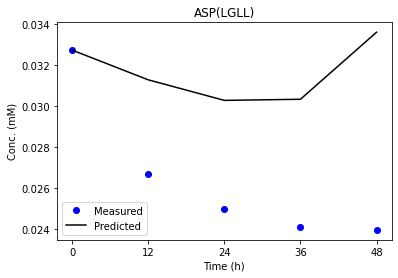 ASP(LGLL)
0.034
0.032
0.030
0.028
0.026
0.024
Conc. (mM)
Measured
Predicted
0 12 24 36 48
Time (h)